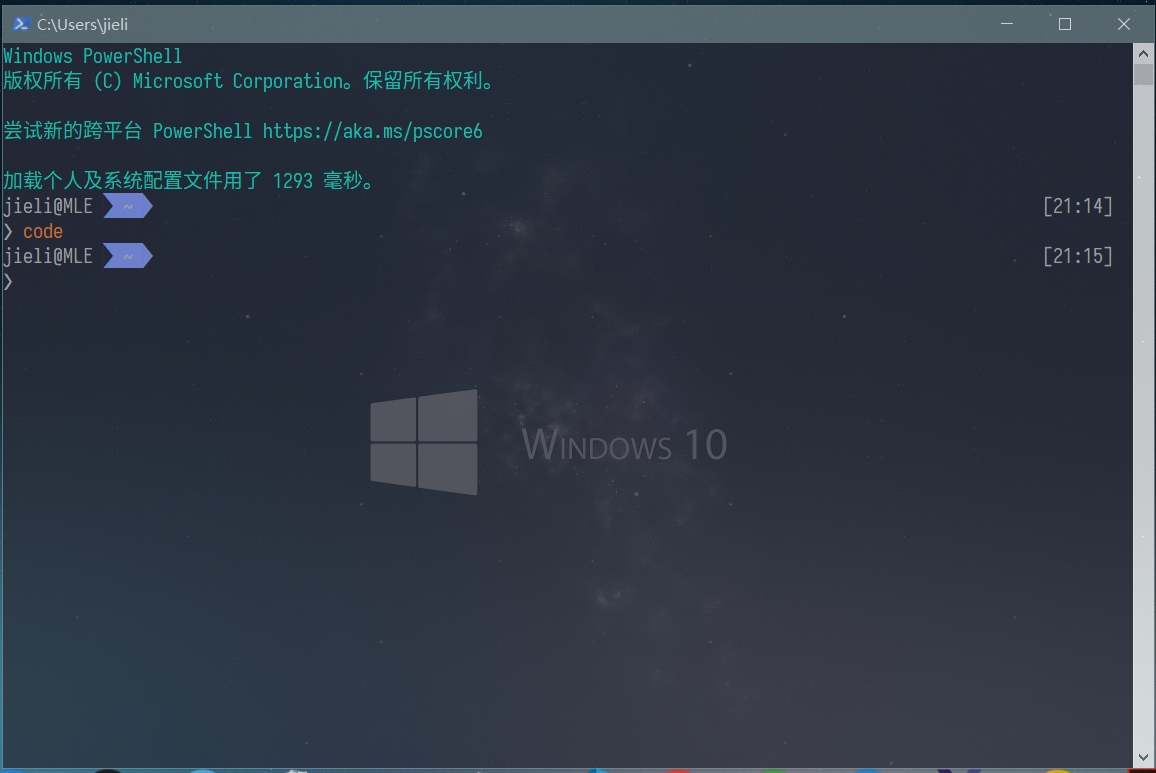 C:\Users\jieli
Windows PowerShell
版权所有 (C) Microsoft Corporation。保留所有权利。
尝试新的跨平台 PowerShell https://aka.ms/pscore6
加载个人及系统配置文件用了 1293 毫秒。
jieli@MLE ~ [21:14]
❯ code
jieli@MLE ~ [21:15]
❯
Windows 10